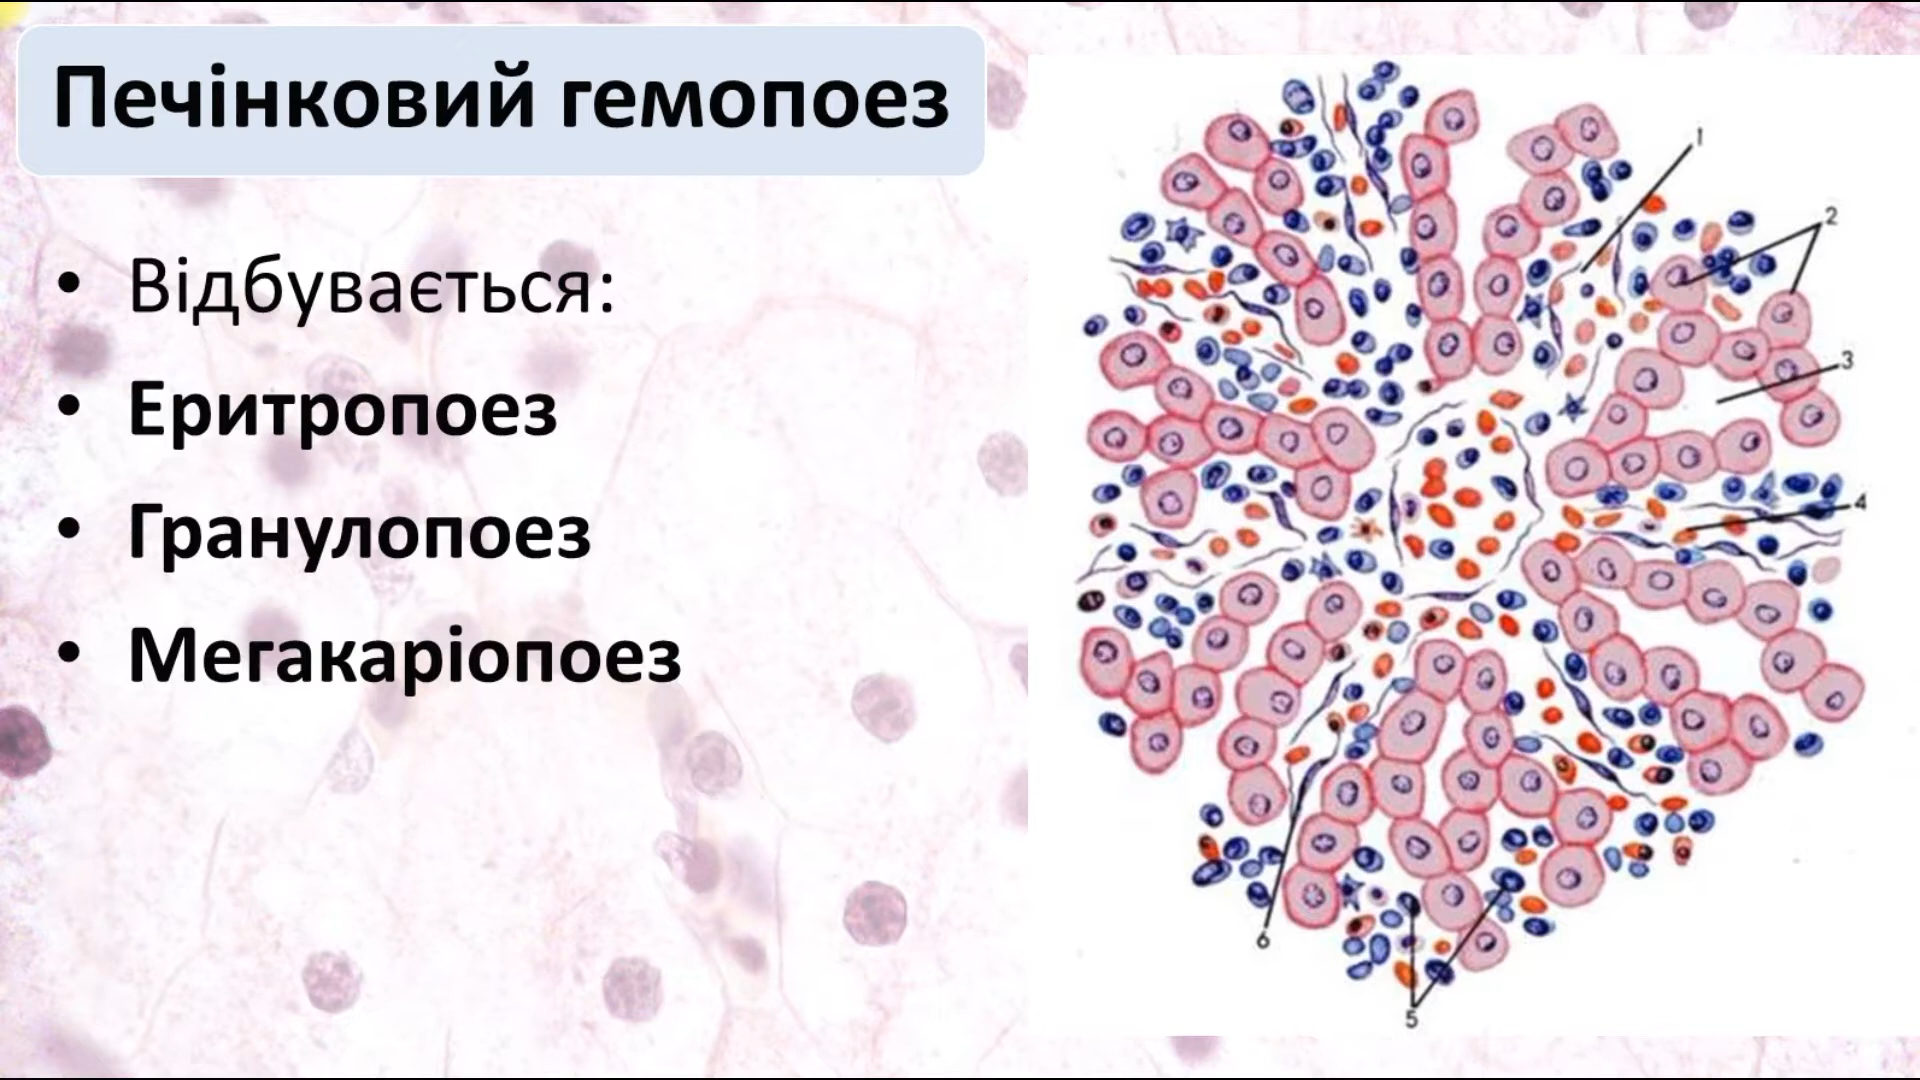 Печінковий гемопоез
• Відбувається:
• Еритропоез
• Гранулопоез
• Мегакаріопоез
1
2
3
4
6
5